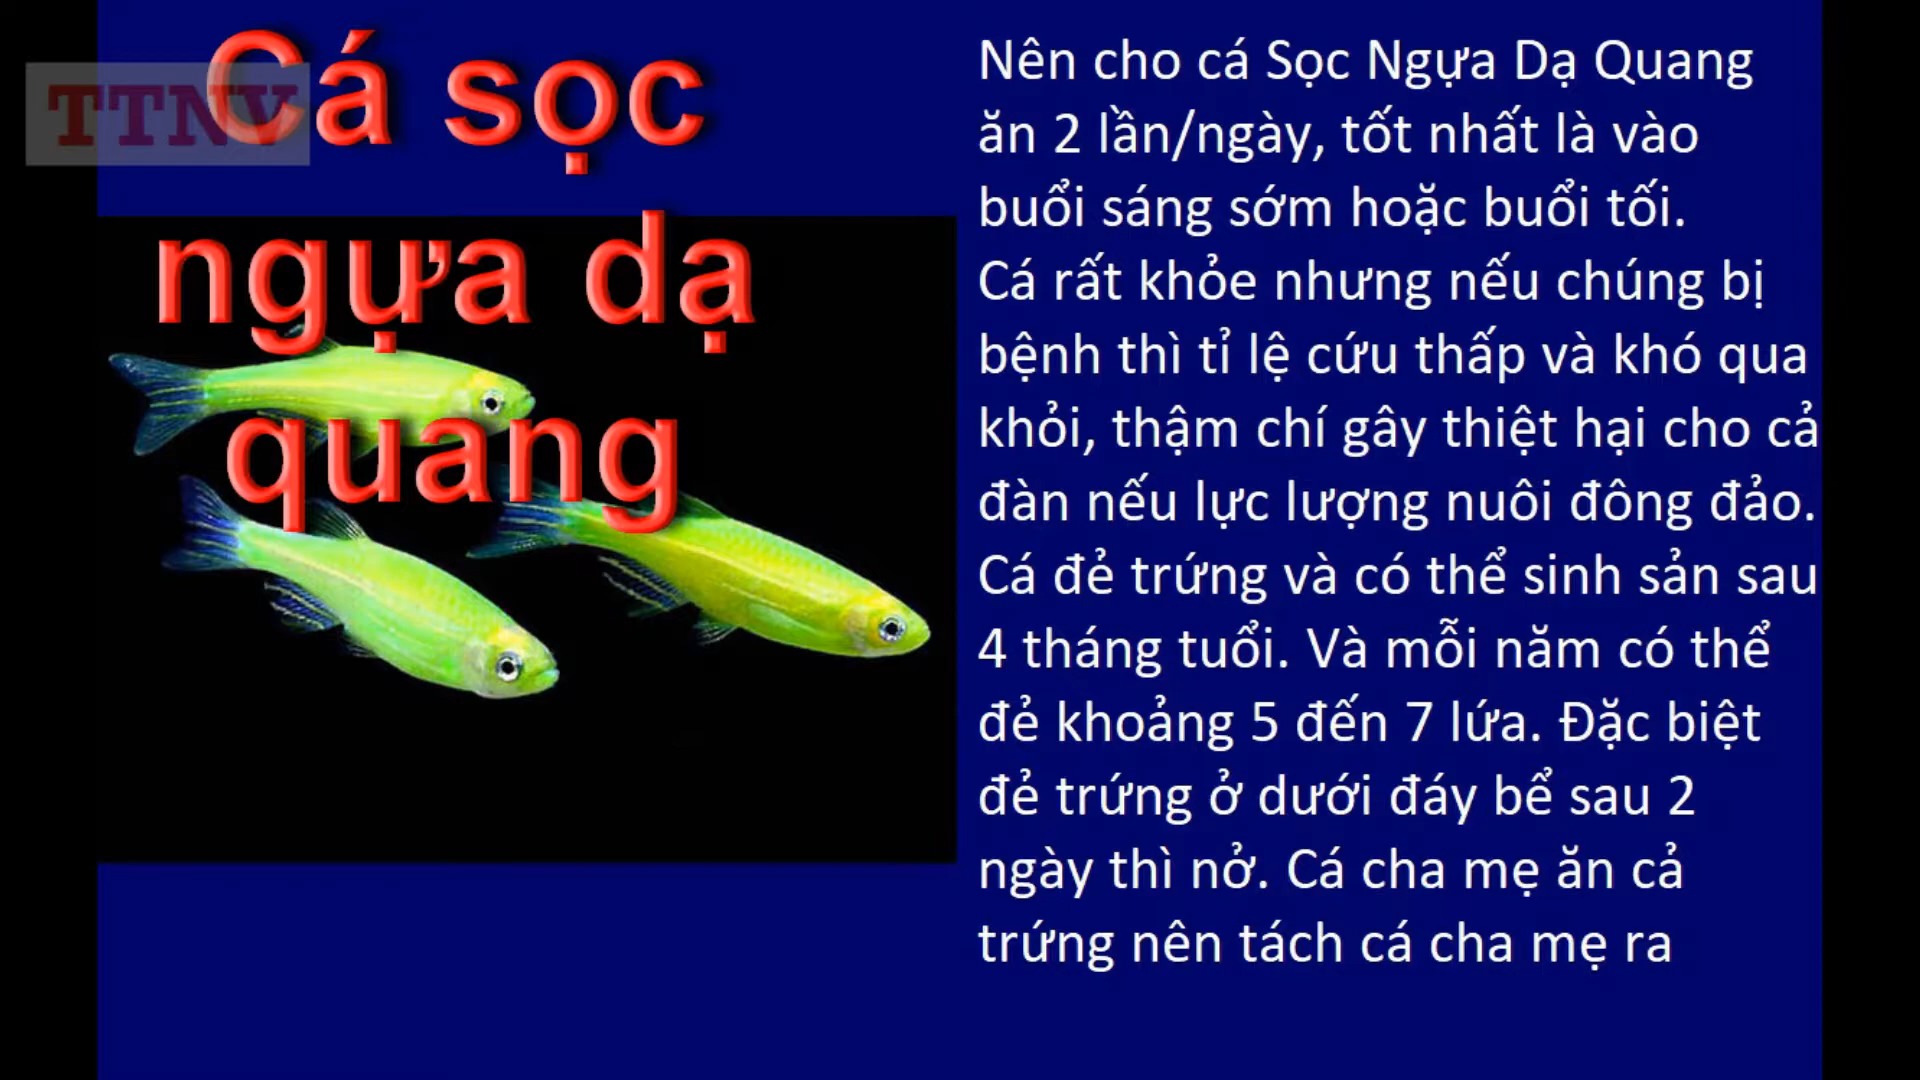 TTNV
Cá sọc
ngựa dạ
quang
Nên cho cá Sọc Ngựa Dạ Quang
ăn 2 lần/ngày, tốt nhất là vào
buổi sáng sớm hoặc buổi tối.
Cá rất khỏe nhưng nếu chúng bị
bệnh thì tỉ lệ cứu thấp và khó qua
khỏi, thậm chí gây thiệt hại cho cả
đàn nếu lực lượng nuôi đông đảo.
Cá đẻ trứng và có thể sinh sản sau
4 tháng tuổi. Và mỗi năm có thể
đẻ khoảng 5 đến 7 lứa. Đặc biệt
đẻ trứng ở dưới đáy bể sau 2
ngày thì nở. Cá cha mẹ ăn cả
trứng nên tách cá cha mẹ ra